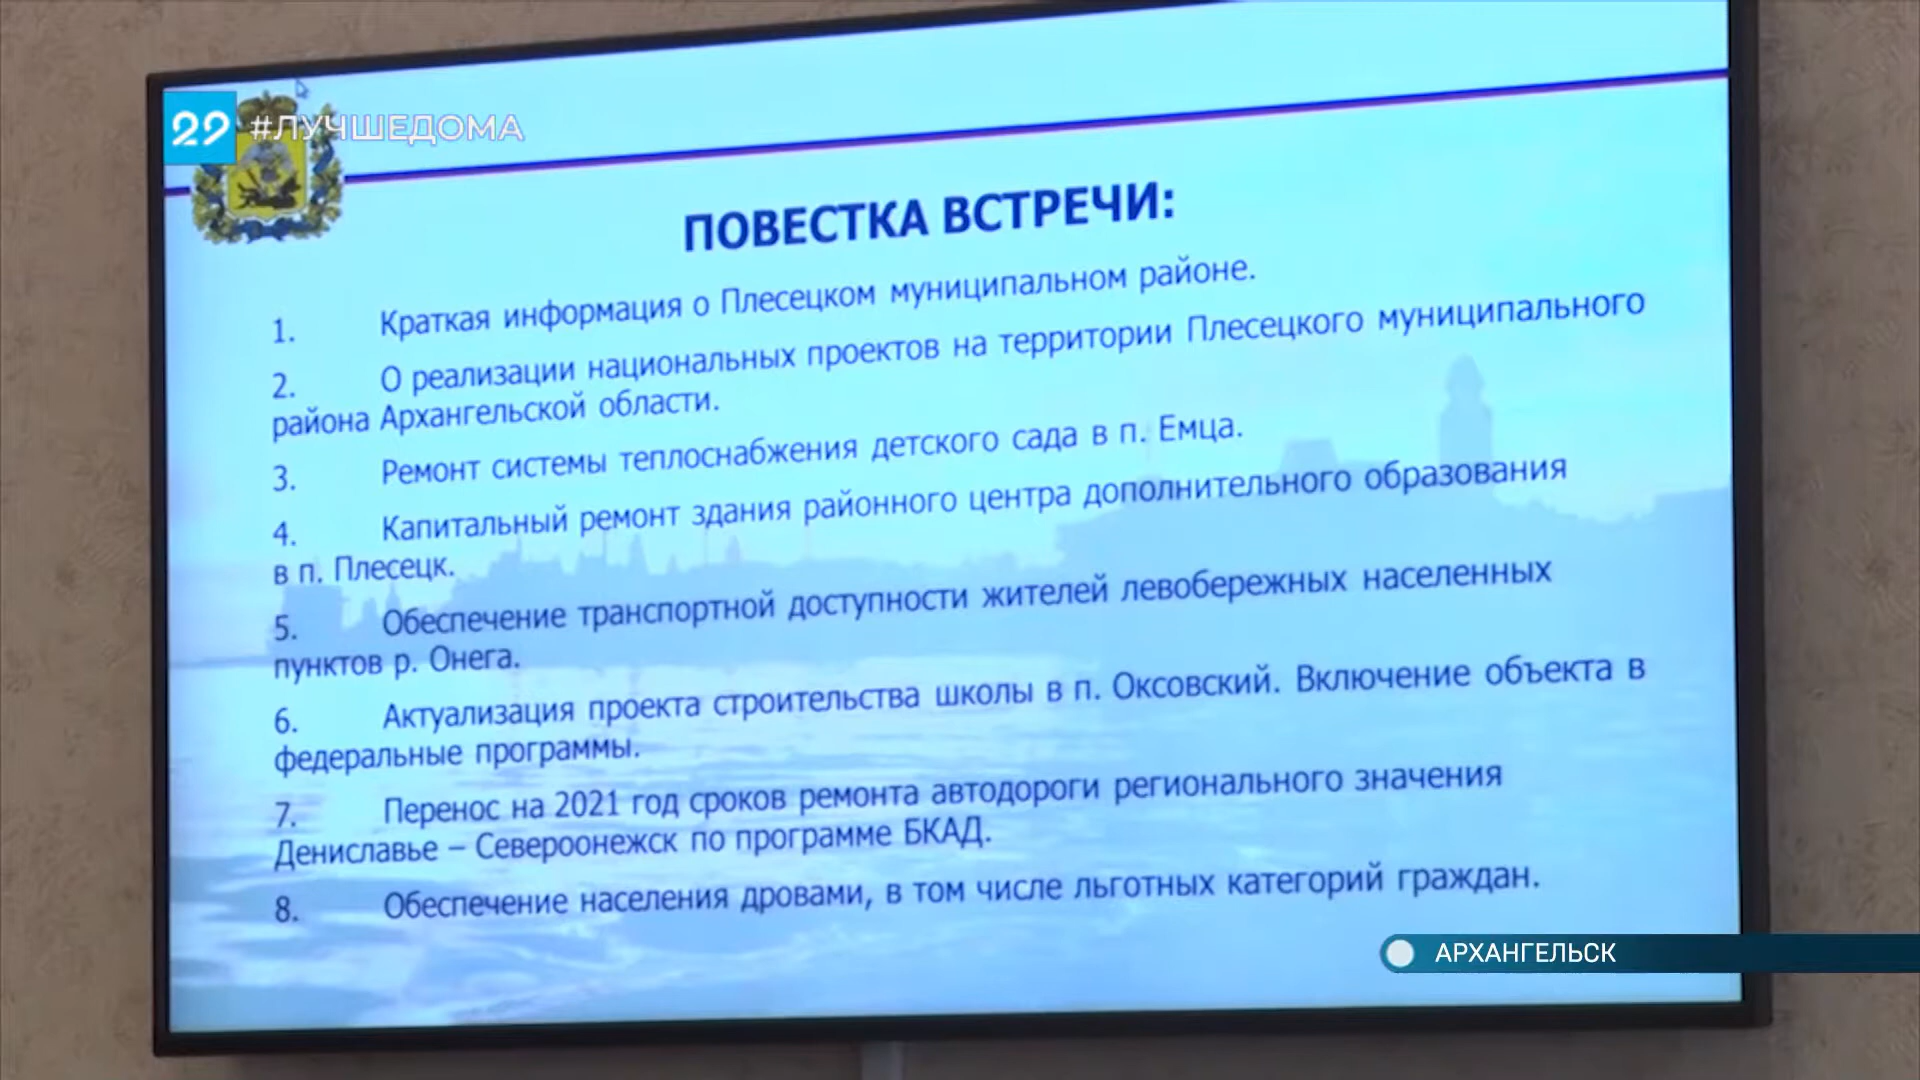 29 #ЛУЧШЕДОМА
ПОВЕСТКА ВСТРЕЧИ:
1. Краткая информация о Плесецком муниципальном районе.
2. О реализации национальных проектов на территории Плесецкого муниципального
района Архангельской области.
3. Ремонт системы теплоснабжения детского сада в п. Емца.
4. Капитальный ремонт здания районного центра дополнительного образования
в п. Плесецк.
5. Обеспечение транспортной доступности жителей левобережных населенных
пунктов р. Онега.
6. Актуализация проекта строительства школы в п. Оксовский. Включение объекта в
федеральные программы.
7. Перенос на 2021 год сроков ремонта автодороги регионального значения
Дениславье – Североонежск по программе БКАД.
8. Обеспечение населения дровами, в том числе льготных категорий граждан.
АРХАНГЕЛЬСК